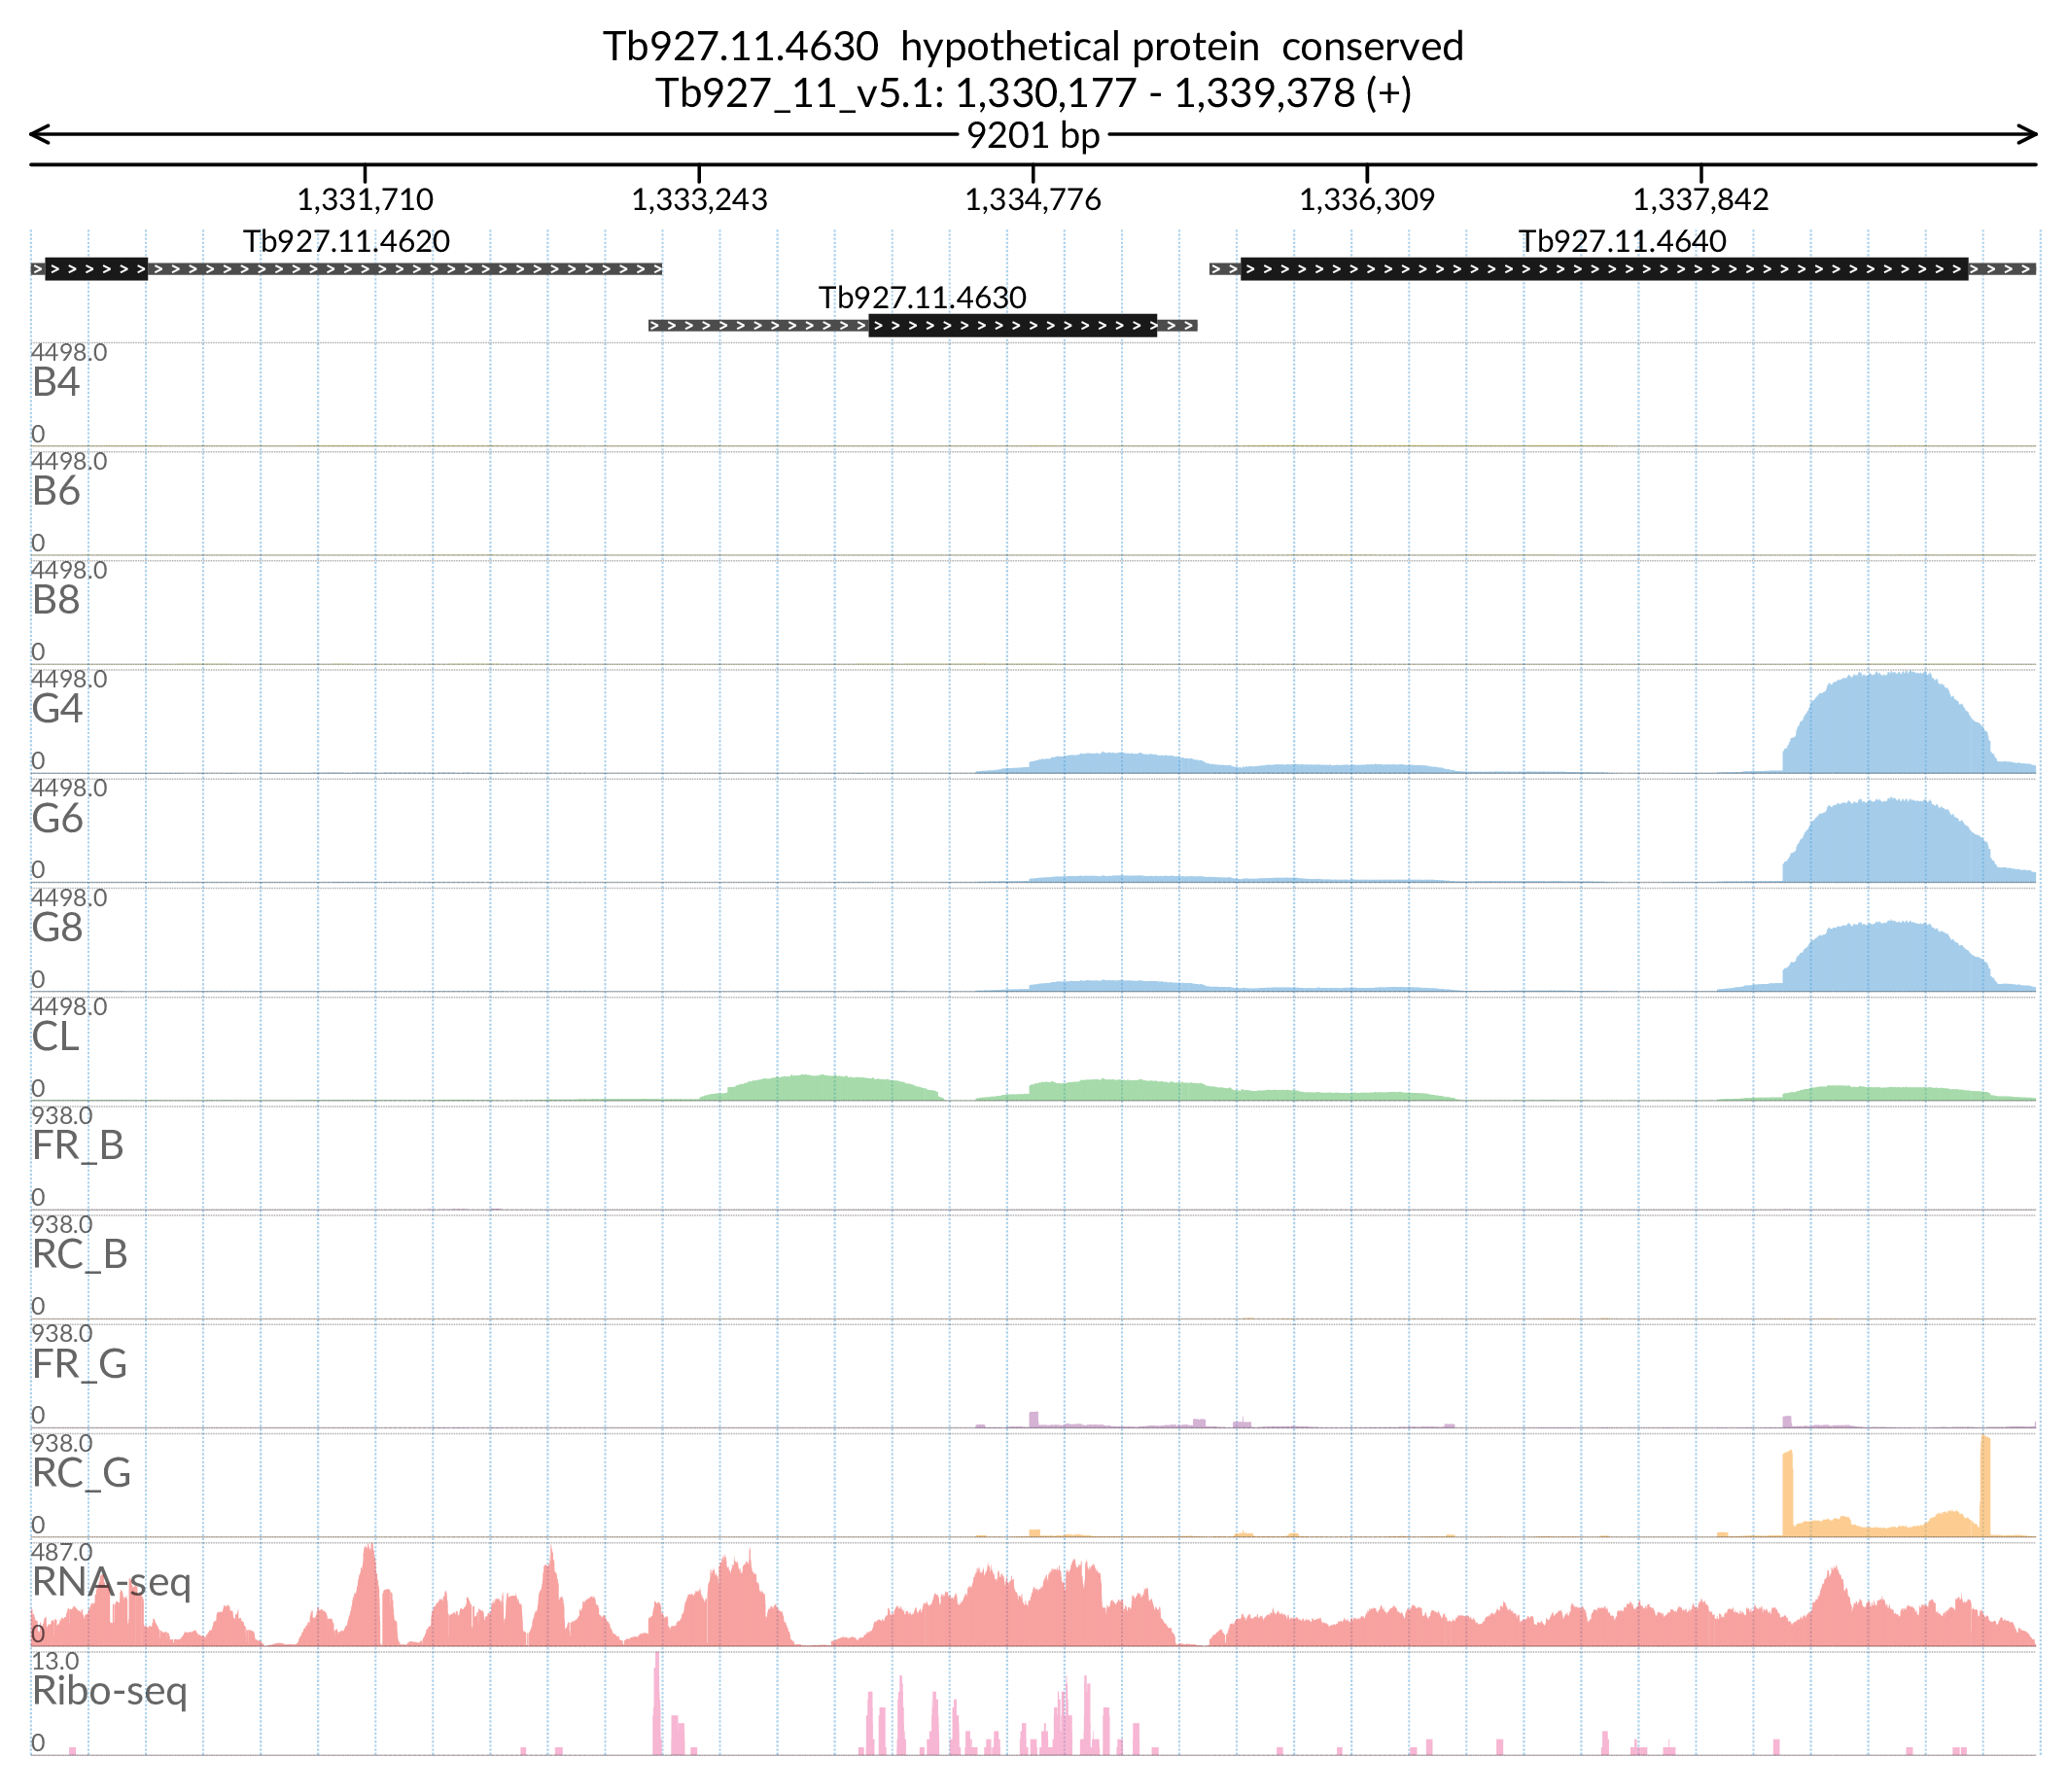 Tb927.11.4630  hypothetical protein  conserved
Tb927_11_v5.1: 1,330,177 - 1,339,378 (+)
9201 bp
1,331,710 1,333,243 1,334,776 1,336,309 1,337,842
Tb927.11.4620 Tb927.11.4640
Tb927.11.4630
4498.0
B4
0
4498.0
B6
0
4498.0
B8
0
4498.0
G4
0
4498.0
G6
0
4498.0
G8
0
4498.0
CL
0
938.0
FR_B
0
938.0
RC_B
0
938.0
FR_G
0
938.0
RC_G
0
487.0
RNA-seq
0
13.0
Ribo-seq
0